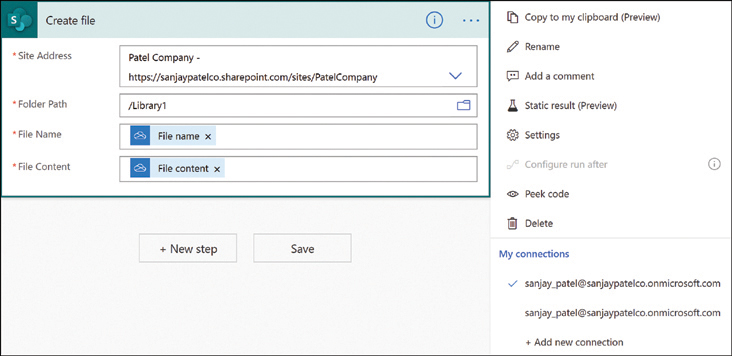 Create file
* Site Address
Patel Company -
https://sanjaypatelco.sharepoint.com/sites/PatelCompany
* Folder Path
/Library1
* File Name
File name ×
* File Content
File content ×
+ New step
Save
Copy to my clipboard (Preview)
Rename
Add a comment
Static result (Preview)
Settings
Configure run after
Peek code
Delete
My connections
sanjay_patel@sanjaypatelco.onmicrosoft.com
sanjay_patel@sanjaypatelco.onmicrosoft.com
+ Add new connection